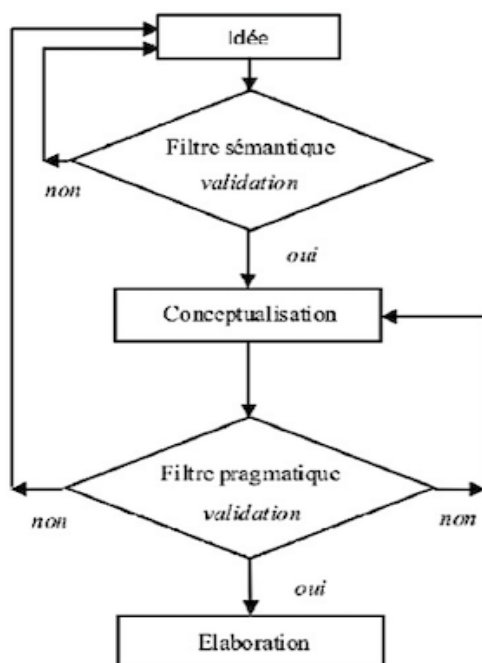 Idée
Filtre sémantique
validation
non
oui
Conceptualisation
Filtre pragmatique
validation
non
non
oui
Elaboration